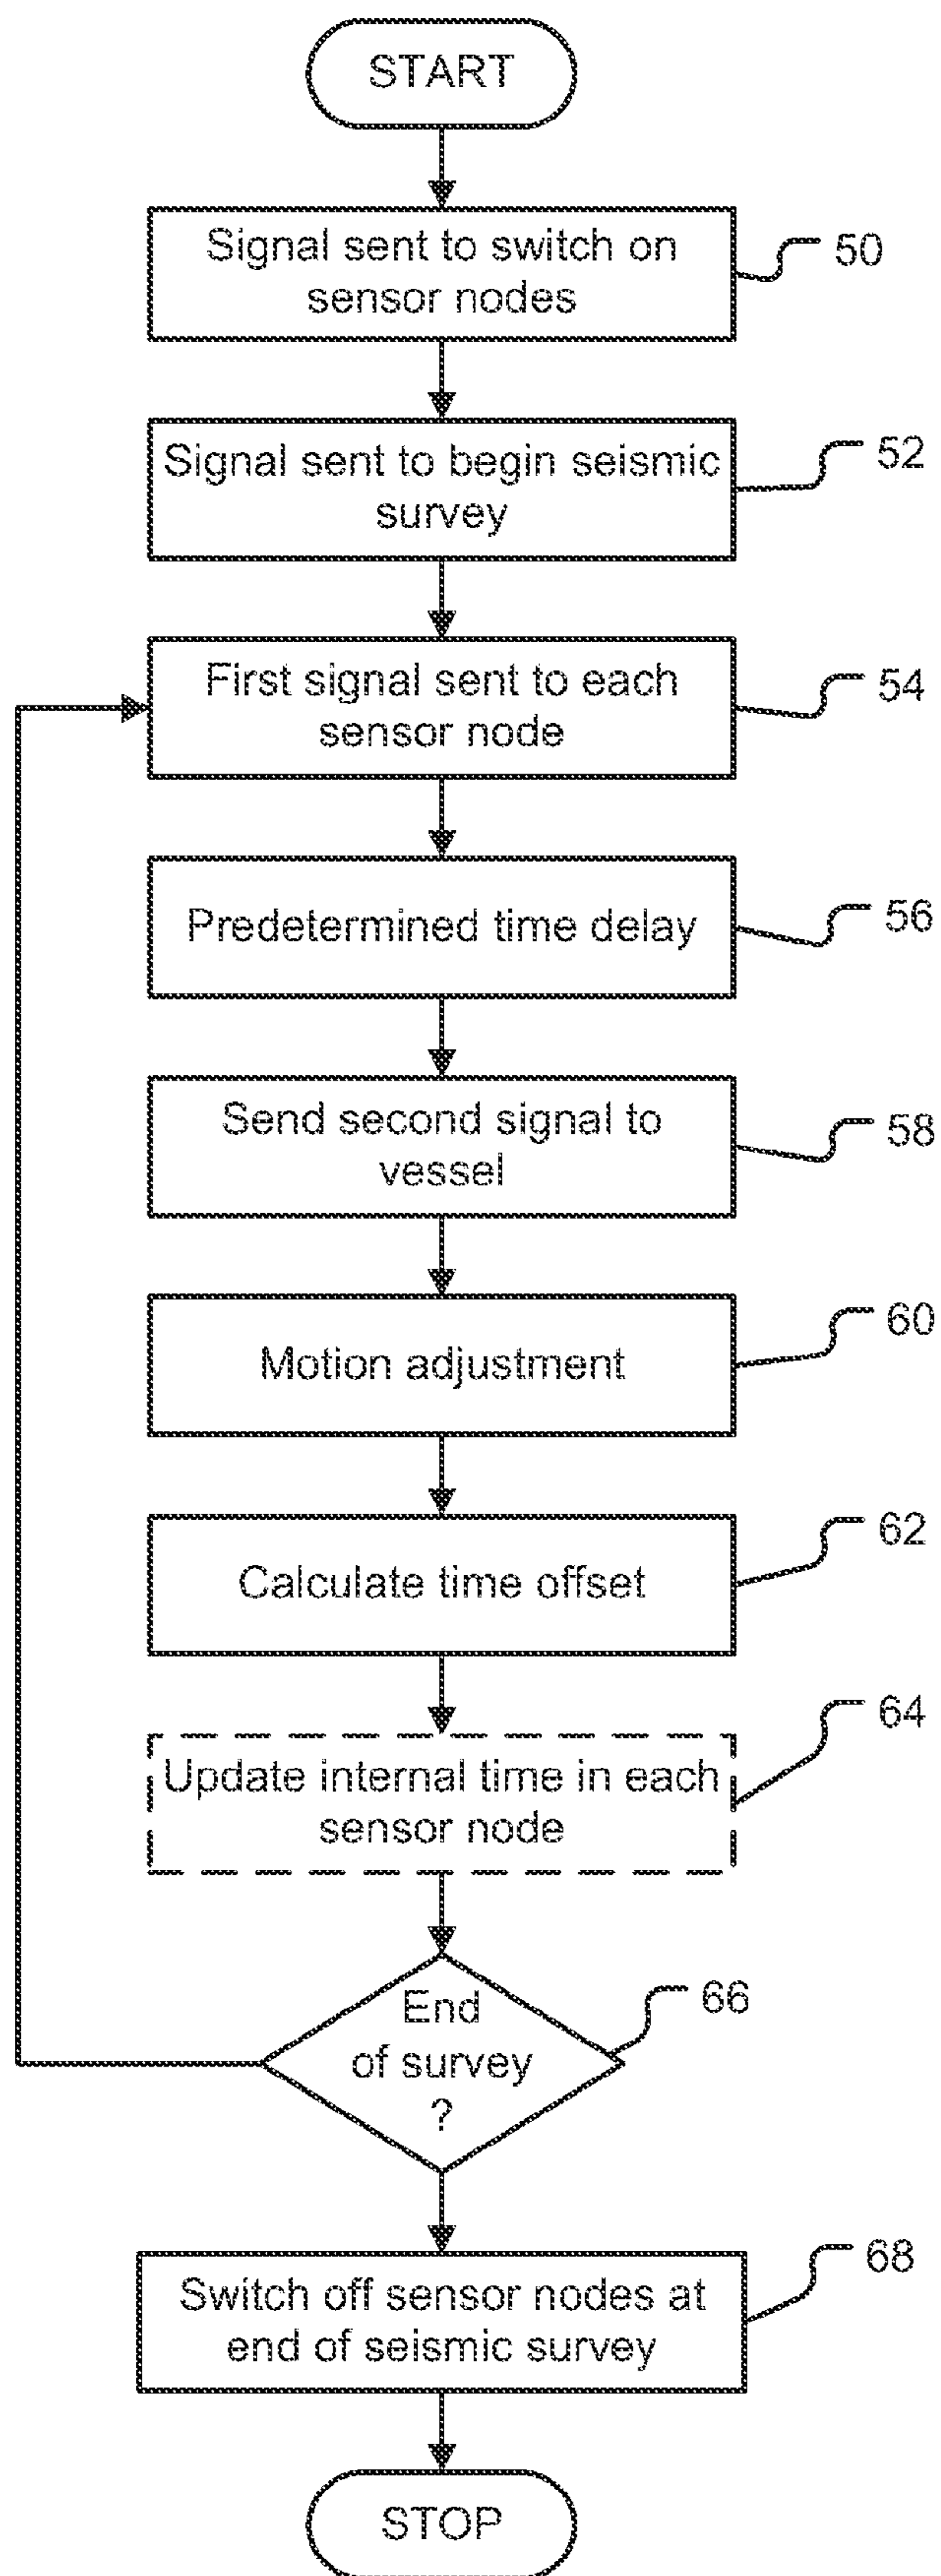 START
Signal sent to switch on
sensor nodes
50
Signal sent to begin seismic
survey
52
First signal sent to each
sensor node
54
Predetermined time delay
56
Send second signal to
vessel
58
Motion adjustment
60
Calculate time offset
62
Update internal time in each
sensor node
64
End
of survey
?
66
Switch off sensor nodes at
end of seismic survey
68
STOP